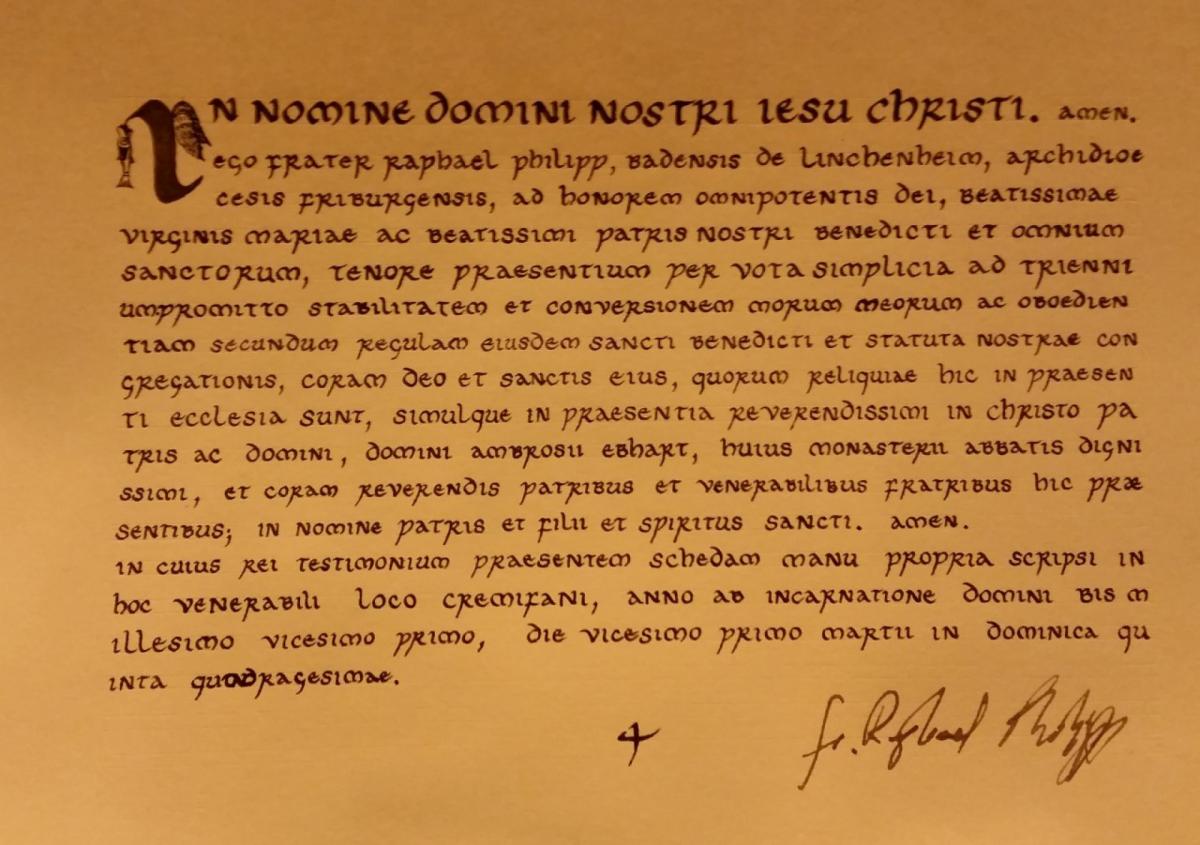 IN NOMINE DOMINI NOSTRI IESU CHRISTI. AMEN.
EGO FRATER RAPHAEL PHILIPP, BADENSIS DE LINCHENHEIM, ARCHIDIOE
CESIS FRIBURGENSIS, AD HONOREM OMNIPOTENTIS DEI, BEATISSIMAE
VIRGINIS MARIAE AC BEATISSIMI PATRIS NOSTRI BENEDICTI ET OMNIUM
SANCTORUM, TENORE PRAESENTIUM PER VOTA SIMPLICIA AD TRIENNI
UMPROMITTO STABILITATEM ET CONVERSIONEM MORUM MEORUM AC OBOEDIEN
TIAM SECUNDUM REGULAM EIUSDEM SANCTI BENEDICTI ET STATUTA NOSTRAE CON
GREGATIONIS, CORAM DEO ET SANCTIS EIUS, QUORUM RELIQUIAE HIC IN PRAESEN
TI ECCLESIA SUNT, SIMULQUE IN PRAESENTIA REVERENDISSIMI IN CHRISTO PA
TRIS AC DOMINI, DOMINI AMBROSII EBHART, HUIUS MONASTERII ABBATIS DIGNI
SSIMI, ET CORAM REVERENDIS PATRIBUS ET VENERABILIBUS FRATRIBUS HIC PRÆ
SENTIBUS; IN NOMINE PATRIS ET FILII ET SPIRITUS SANCTI. AMEN.
IN CUIUS REI TESTIMONIUM PRAESENTEM SCHEDAM MANU PROPRIA SCRIPSI IN
HOC VENERABILI LOCO CREMIFANI, ANNO AB INCARNATIONE DOMINI BIS M
ILLESIMO VICESIMO PRIMO, DIE VICESIMO PRIMO MARTII IN DOMINICA QU
INTA QUADRAGESIMAE.
fr. Raphael Philipp